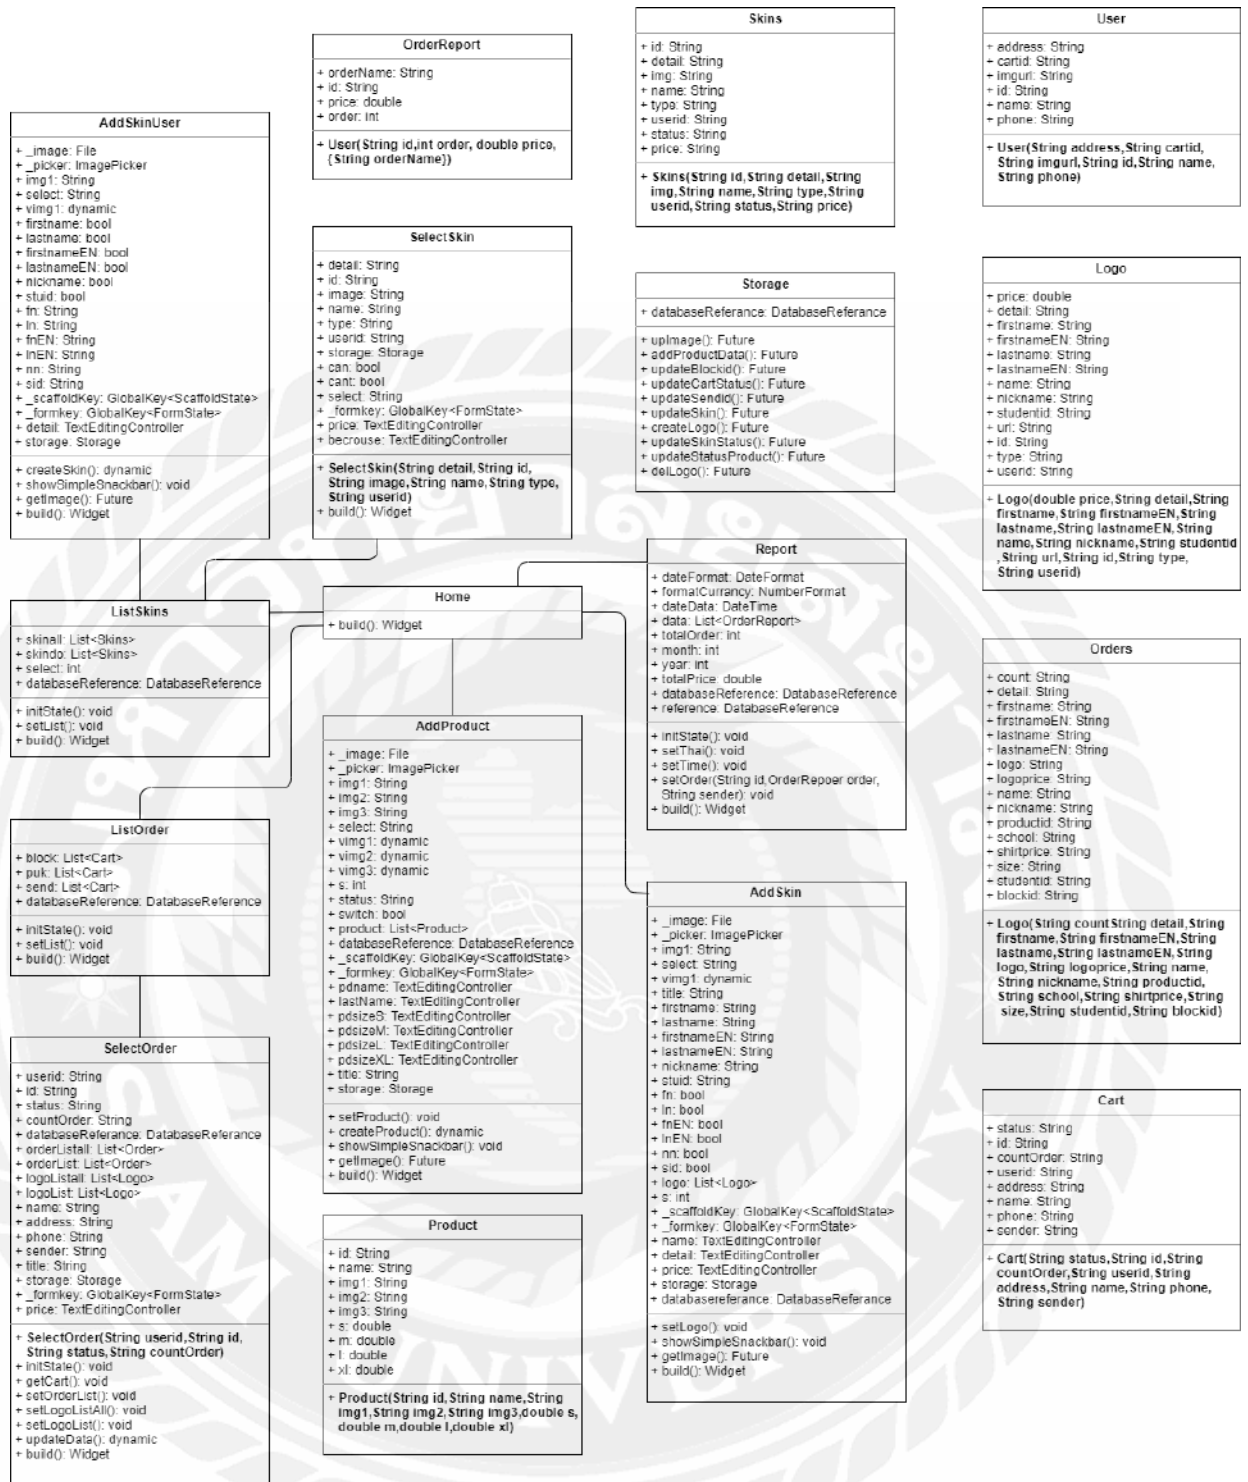 OrderReport
+ orderName: String
+ id: String
+ price: double
+ order: int
+ User(String id,int order, double price,
{String orderName})
Skins
+ id: String
+ detail: String
+ img: String
+ name: String
+ type: String
+ userid: String
+ status: String
+ price: String
+ Skins(String id,String detail,String
img,String name,String type,String
userid,String status,String price)
User
+ address: String
+ cartid: String
+ imgurl: String
+ id: String
+ name: String
+ phone: String
+ User(String address,String cartid,
String imgurl,String id,String name,
String phone)
AddSkinUser
+ _image: File
+ _picker: ImagePicker
+ img1: String
+ select: String
+ vimg1: dynamic
+ firstname: bool
+ lastname: bool
+ firstnameEN: bool
+ lastnameEN: bool
+ nickname: bool
+ stuid: bool
+ fn: String
+ ln: String
+ fnEN: String
+ lnEN: String
+ nn: String
+ sid: String
+ _scaffoldKey: GlobalKey<ScaffoldState>
+ _formkey: GlobalKey<FormState>
+ detail: TextEditingController
+ storage: Storage
+ createSkin(): dynamic
+ showSimpleSnackbar(): void
+ getImage(): Future
+ build(): Widget
SelectSkin
+ detail: String
+ id: String
+ image: String
+ name: String
+ type: String
+ userid: String
+ storage: Storage
+ can: bool
+ cant: bool
+ select: String
+ _formkey: GlobalKey<FormState>
+ price: TextEditingController
+ becrouse: TextEditingController
+ SelectSkin(String detail,String id,
String image,String name,String type,
String userid)
+ build(): Widget
Storage
+ databaseReferance: DatabaseReferance
+ upImage(): Future
+ addProductData(): Future
+ updateBlockid(): Future
+ updateCartStatus(): Future
+ updateSendid(): Future
+ updateSkin(): Future
+ createLogo(): Future
+ updateSkinStatus(): Future
+ updateStatusProduct(): Future
+ delLogo(): Future
Logo
+ price: double
+ detail: String
+ firstname: String
+ firstnameEN: String
+ lastname: String
+ lastnameEN: String
+ name: String
+ nickname: String
+ studentid: String
+ url: String
+ id: String
+ type: String
+ userid: String
+ Logo(double price,String detail,String
firstname,String firstnameEN,String
lastname,String lastnameEN,String
name,String nickname,String studentid
,String url,String id,String type,
String userid)
ListSkins
+ skinall: List<Skins>
+ skindo: List<Skins>
+ select: int
+ databaseReference: DatabaseReference
+ initState(): void
+ setList(): void
+ build(): Widget
Home
+ build(): Widget
Report
+ dateFormat: DateFormat
+ formatCurrancy: NumberFormat
+ dateData: DateTime
+ data: List<OrderReport>
+ totalOrder: int
+ month: int
+ year: int
+ totalPrice: double
+ databaseReference: DatabaseReference
+ reference: DatabaseReference
+ initState(): void
+ setThai(): void
+ setTime(): void
+ setOrder(String id,OrderRepoer order,
String sender): void
+ build(): Widget
Orders
+ count: String
+ detail: String
+ firstname: String
+ firstnameEN: String
+ lastname: String
+ lastnameEN: String
+ logo: String
+ logoprice: String
+ name: String
+ nickname: String
+ productid: String
+ school: String
+ shirtprice: String
+ size: String
+ studentid: String
+ blockid: String
+ Logo(String countString detail,String
firstname,String firstnameEN,String
lastname,String lastnameEN,String
logo,String logoprice,String name,
String nickname,String productid,
String school,String shirtprice,String
size,String studentid,String blockid)
AddProduct
+ _image: File
+ _picker: ImagePicker
+ img1: String
+ img2: String
+ img3: String
+ select: String
+ vimg1: dynamic
+ vimg2: dynamic
+ vimg3: dynamic
+ s: int
+ status: String
+ switch: bool
+ product: List<Product>
+ databaseReference: DatabaseReference
+ _scaffoldKey: GlobalKey<ScaffoldState>
+ _formkey: GlobalKey<FormState>
+ pdname: TextEditingController
+ lastName: TextEditingController
+ pdsizeS: TextEditingController
+ pdsizeM: TextEditingController
+ pdsizeL: TextEditingController
+ pdsizeXL: TextEditingController
+ title: String
+ storage: Storage
+ setProduct(): void
+ createProduct(): dynamic
+ showSimpleSnackbar(): void
+ getImage(): Future
+ build(): Widget
ListOrder
+ block: List<Cart>
+ puk: List<Cart>
+ send: List<Cart>
+ databaseReference: DatabaseReference
+ initState(): void
+ setList(): void
+ build(): Widget
AddSkin
+ _image: File
+ _picker: ImagePicker
+ img1: String
+ select: String
+ vimg1: dynamic
+ title: String
+ firstname: String
+ lastname: String
+ firstnameEN: String
+ lastnameEN: String
+ nickname: String
+ stuid: String
+ fn: bool
+ ln: bool
+ fnEN: bool
+ lnEN: bool
+ nn: bool
+ sid: bool
+ logo: List<Logo>
+ s: int
+ _scaffoldKey: GlobalKey<ScaffoldState>
+ _formkey: GlobalKey<FormState>
+ name: TextEditingController
+ detail: TextEditingController
+ price: TextEditingController
+ storage: Storage
+ databasereferance: DatabaseReferance
+ setLogo(): void
+ showSimpleSnackbar(): void
+ getImage(): Future
+ build(): Widget
SelectOrder
+ userid: String
+ id: String
+ status: String
+ countOrder: String
+ databaseReferance: DatabaseReferance
+ orderListall: List<Order>
+ orderList: List<Order>
+ logoListall: List<Logo>
+ logoList: List<Logo>
+ name: String
+ address: String
+ phone: String
+ sender: String
+ title: String
+ storage: Storage
+ _formkey: GlobalKey<FormState>
+ price: TextEditingController
+ SelectOrder(String userid,String id,
String status,String countOrder)
+ initState(): void
+ getCart(): void
+ setOrderList(): void
+ setLogoListAll(): void
+ setLogoList(): void
+ updateData(): dynamic
+ build(): Widget
Product
+ id: String
+ name: String
+ img1: String
+ img2: String
+ img3: String
+ s: double
+ m: double
+ l: double
+ xl: double
+ Product(String id,String name,String
img1,String img2,String img3,double s,
double m,double l,double xl)
Cart
+ status: String
+ id: String
+ countOrder: String
+ userid: String
+ address: String
+ name: String
+ phone: String
+ sender: String
+ Cart(String status,String id,String
countOrder,String userid,String
address,String name,String phone,
String sender)
SIAM UNIVERSITY